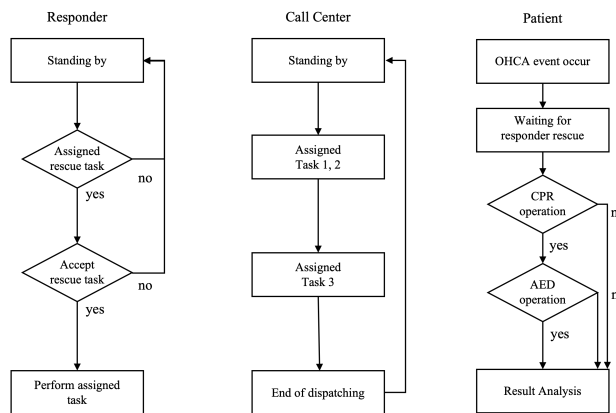 Responder
Standing by
Assigned
rescue task
no
yes
Accept
rescue task
no
yes
Perform assigned
task
Call Center
Standing by
Assigned
Task 1, 2
Assigned
Task 3
End of dispatching
Patient
OHCA event occur
Waiting for
responder rescue
CPR
operation
yes
AED
operation
yes
Result Analysis